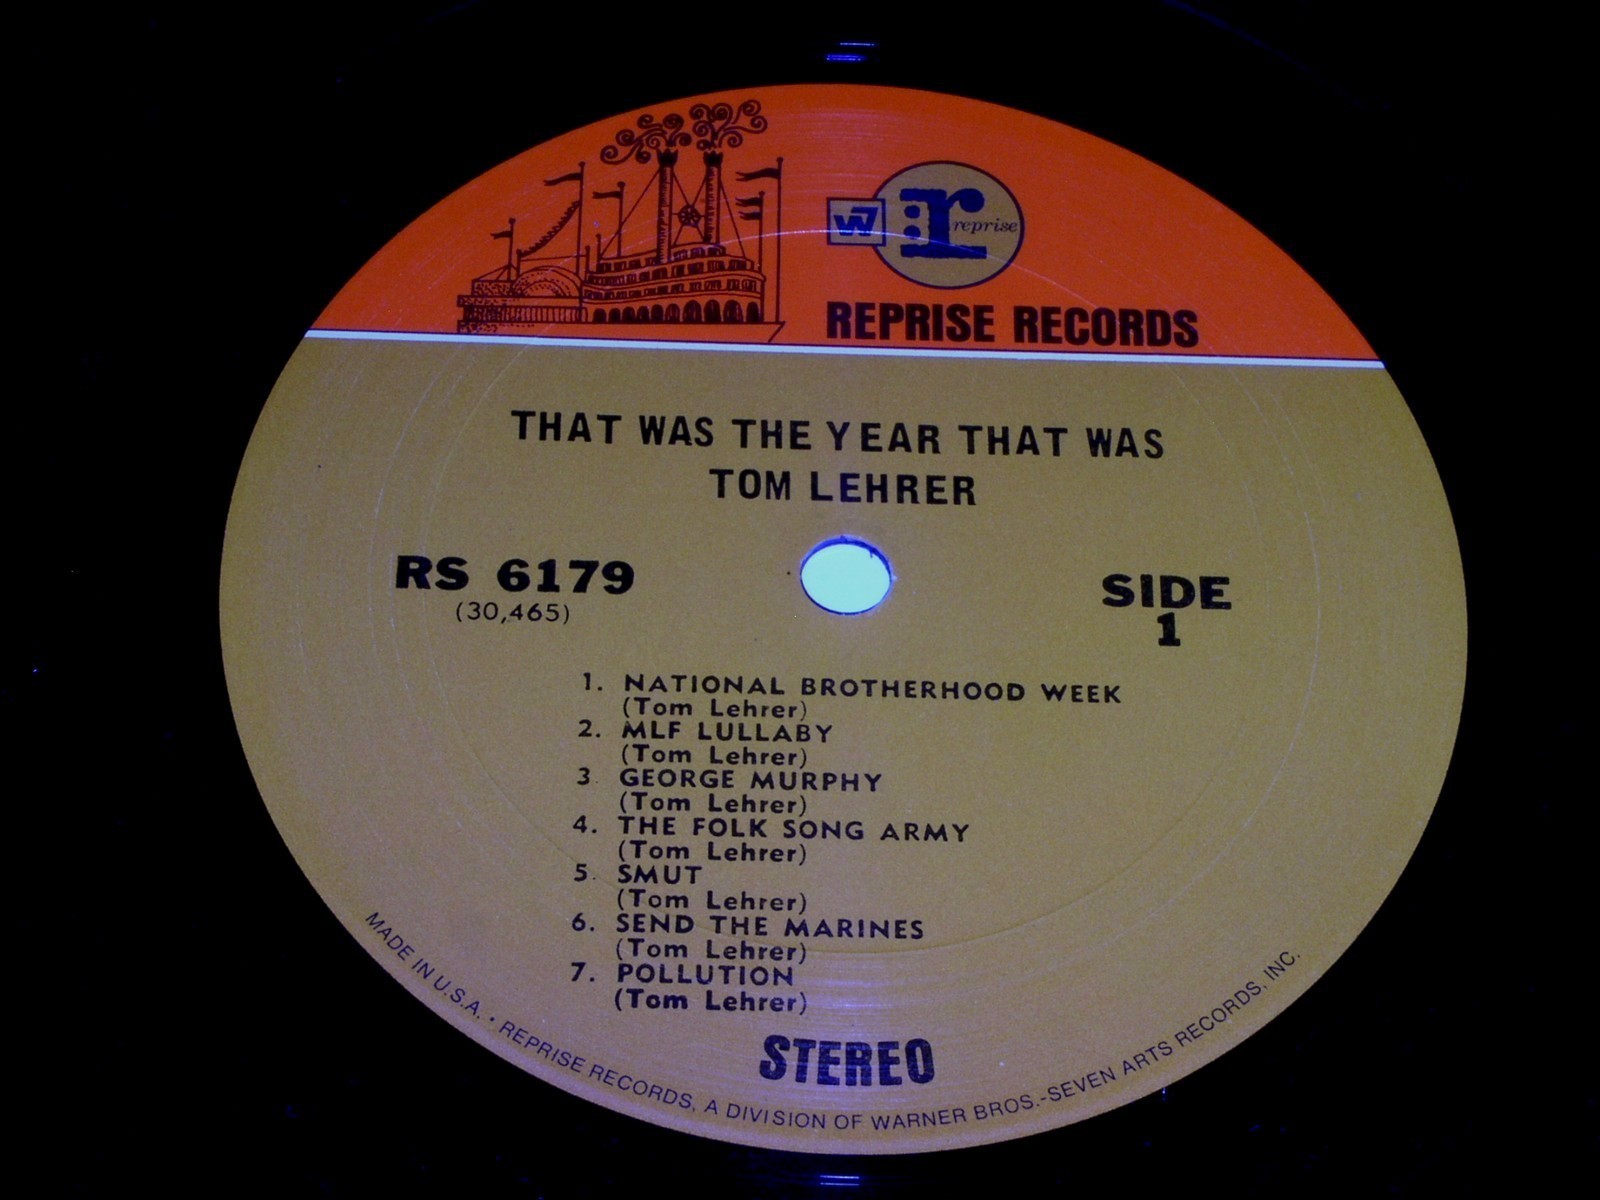 W7 r: reprise
REPRISE RECORDS
THAT WAS THE YEAR THAT WAS
TOM LEHRER
RS 6179
(30,465)
SIDE
1
1. NATIONAL BROTHERHOOD WEEK
(Tom Lehrer)
2. MLF LULLABY
(Tom Lehrer)
3 GEORGE MURPHY
(Tom Lehrer)
4. THE FOLK SONG ARMY
(Tom Lehrer)
5. SMUT
(Tom Lehrer)
6. SEND THE MARINES
(Tom Lehrer)
7. POLLUTION
(Tom Lehrer)
STEREO
MADE IN U.S.A. • REPRISE RECORDS, A DIVISION OF WARNER BROS.-SEVEN ARTS RECORDS, INC.